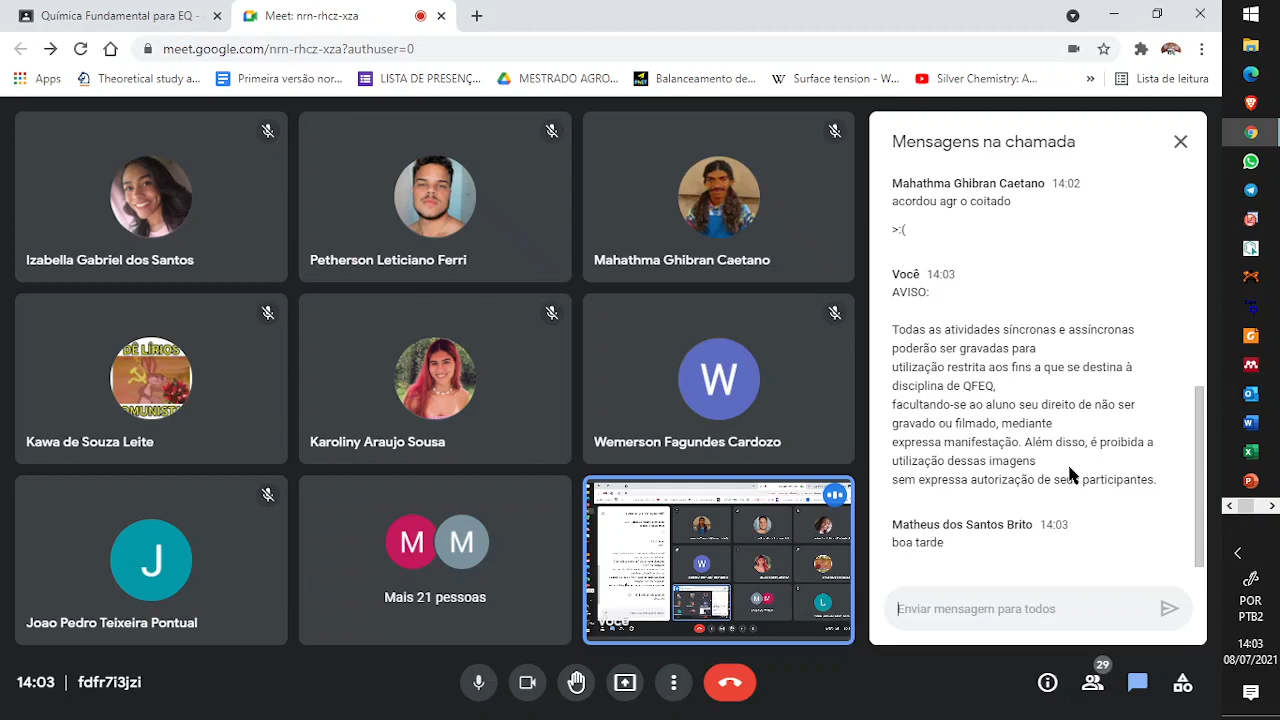 Química Fundamental para EQ -
Meet: nrn-rhcz-xza
meet.google.com/nrn-rhcz-xza?authuser=0
Apps
Theoretical study a...
Primeira versão nor...
LISTA DE PRESENÇ...
MESTRADO AGRO...
Balanceamento de...
Surface tension - W...
Silver Chemistry: A...
»
Lista de leitura
Izabella Gabriel dos Santos
Petherson Leticiano Ferri
Mahathma Ghibran Caetano
DÊ LÍRIOS
OMUNIST
Kawa de Souza Leite
Karoliny Araujo Sousa
W
Wemerson Fagundes Cardozo
J
Joao Pedro Teixeira Pontual
M M
Mais 21 pessoas
Você
Mensagens na chamada
Mahathma Ghibran Caetano 14:02
acordou agr o coitado
>:(
Você 14:03
AVISO:
Todas as atividades síncronas e assíncronas
poderão ser gravadas para
utilização restrita aos fins a que se destina à
disciplina de QFEQ,
facultando-se ao aluno seu direito de não ser
gravado ou filmado, mediante
expressa manifestação. Além disso, é proibida a
utilização dessas imagens
sem expressa autorização de seus participantes.
Matheus dos Santos Brito 14:03
boa tarde
Enviar mensagem para todos
14:03 | fdfr7i3jzi
29
POR
PTB2
14:03
08/07/2021